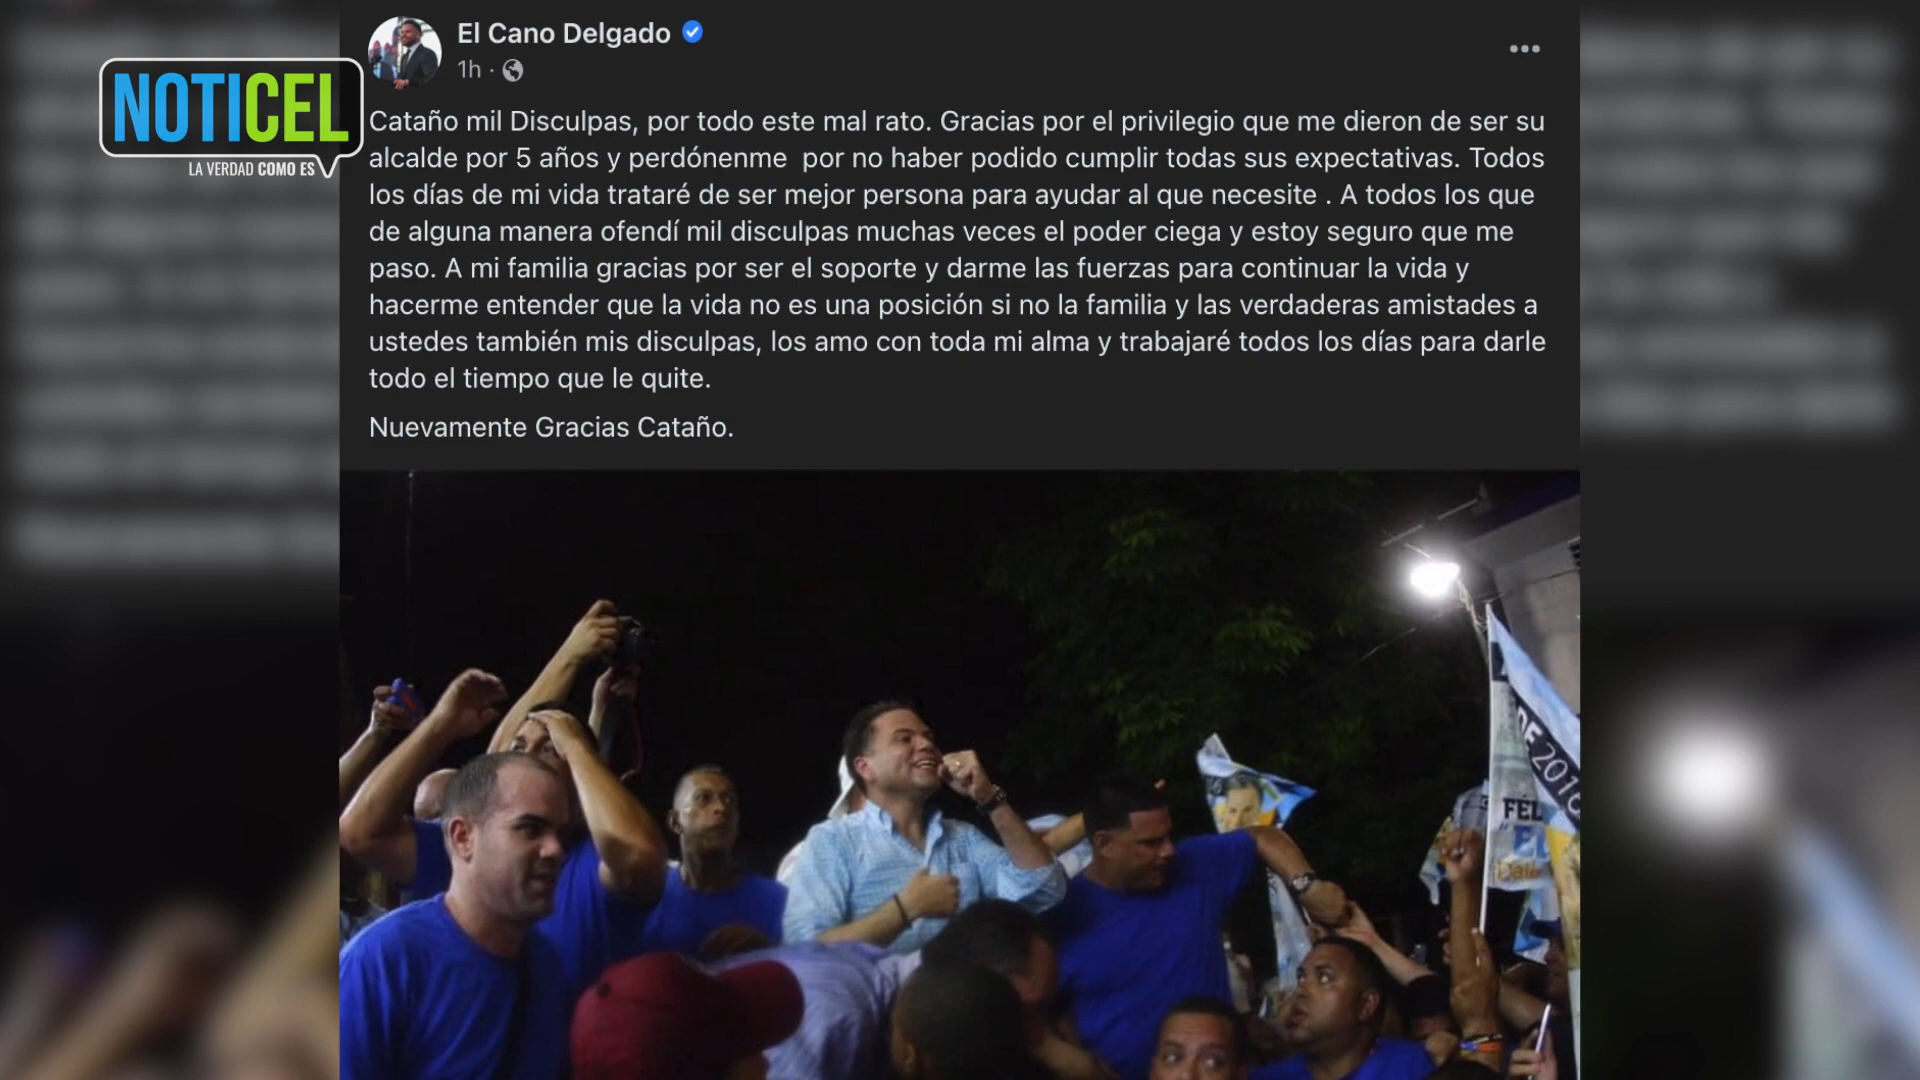 El Cano Delgado
1h ·
NOTICEL
LA VERDAD COMO ES
Cataño mil Disculpas, por todo este mal rato. Gracias por el privilegio que me dieron de ser su
alcalde por 5 años y perdónenme  por no haber podido cumplir todas sus expectativas. Todos
los días de mi vida trataré de ser mejor persona para ayudar al que necesite . A todos los que
de alguna manera ofendí mil disculpas muchas veces el poder ciega y estoy seguro que me
paso. A mi familia gracias por ser el soporte y darme las fuerzas para continuar la vida y
hacerme entender que la vida no es una posición si no la familia y las verdaderas amistades a
ustedes también mis disculpas, los amo con toda mi alma y trabajaré todos los días para darle
todo el tiempo que le quite.
Nuevamente Gracias Cataño.
DE 2016
FÉL